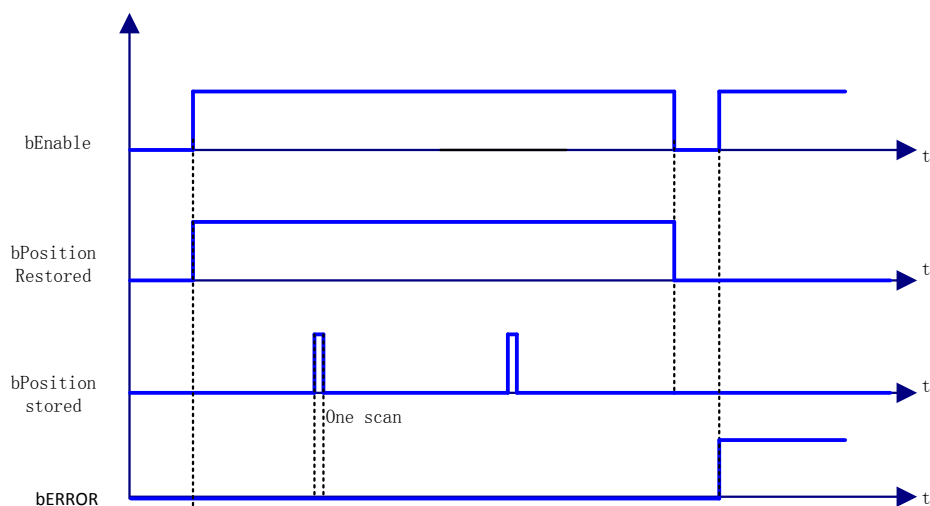 bEnable
t
bPosition
Restored
t
bPosition
stored
t
One scan
bERROR
t